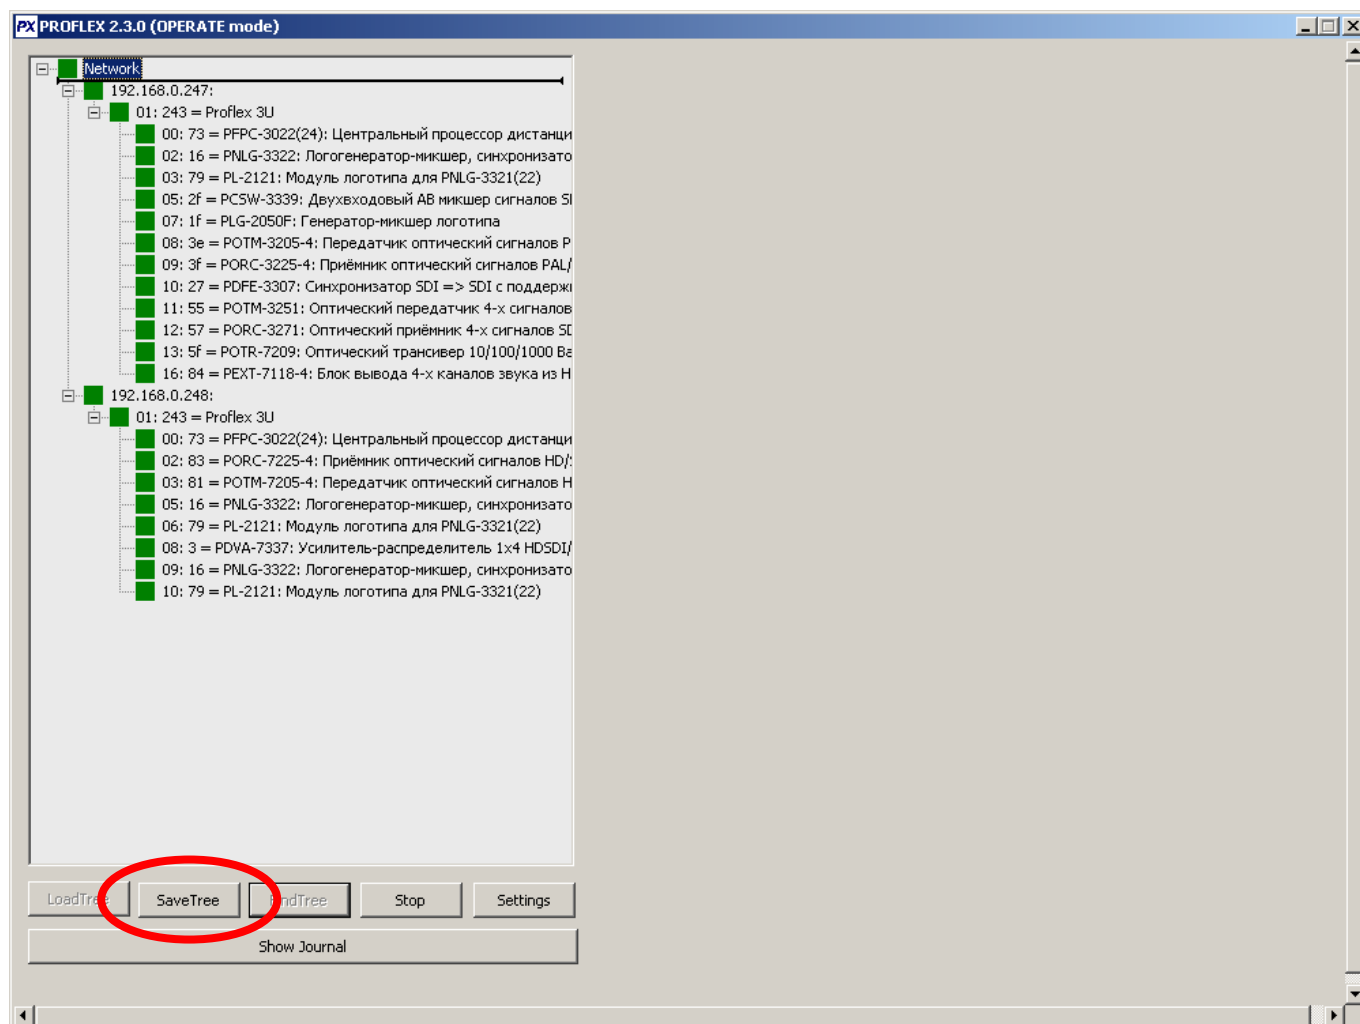 PX PROFLEX 2.3.0 (OPERATE mode)
Network
192.168.0.247:
01: 243 = Proflex 3U
00: 73 = PFPC-3022(24): Центральный процессор дистанци
02: 16 = PNLG-3322: Логогенератор-микшер, синхронизато
03: 79 = PL-2121: Модуль логотипа для PNLG-3321(22)
05: 2f = PCSW-3339: Двухвходовый АВ микшер сигналов SI
07: 1f = PLG-2050F: Генератор-микшер логотипа
08: 3e = POTM-3205-4: Передатчик оптический сигналов P
09: 3f = PORC-3225-4: Приёмник оптический сигналов PAL/
10: 27 = PDFE-3307: Синхронизатор SDI => SDI с поддерж
11: 55 = POTM-3251: Оптический передатчик 4-х сигналов
12: 57 = PORC-3271: Оптический приёмник 4-х сигналов SD
13: 5f = POTR-7209: Оптический трансивер 10/100/1000 Ba
16: 84 = PEXT-7118-4: Блок вывода 4-х каналов звука из H
192.168.0.248:
01: 243 = Proflex 3U
00: 73 = PFPC-3022(24): Центральный процессор дистанци
02: 83 = PORC-7225-4: Приёмник оптический сигналов HD/
03: 81 = POTM-7205-4: Передатчик оптический сигналов H
05: 16 = PNLG-3322: Логогенератор-микшер, синхронизато
06: 79 = PL-2121: Модуль логотипа для PNLG-3321(22)
08: 3 = PDVA-7337: Усилитель-распределитель 1x4 HDSDI/
09: 16 = PNLG-3322: Логогенератор-микшер, синхронизато
10: 79 = PL-2121: Модуль логотипа для PNLG-3321(22)
LoadTree SaveTree FindTree Stop Settings
Show Journal